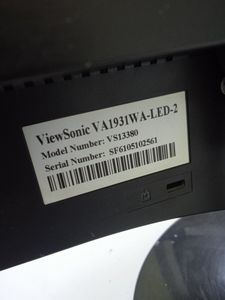 ViewSonic VA1931WA-LED-2
Model Number: VS13380
Serial Number: SF6105102561